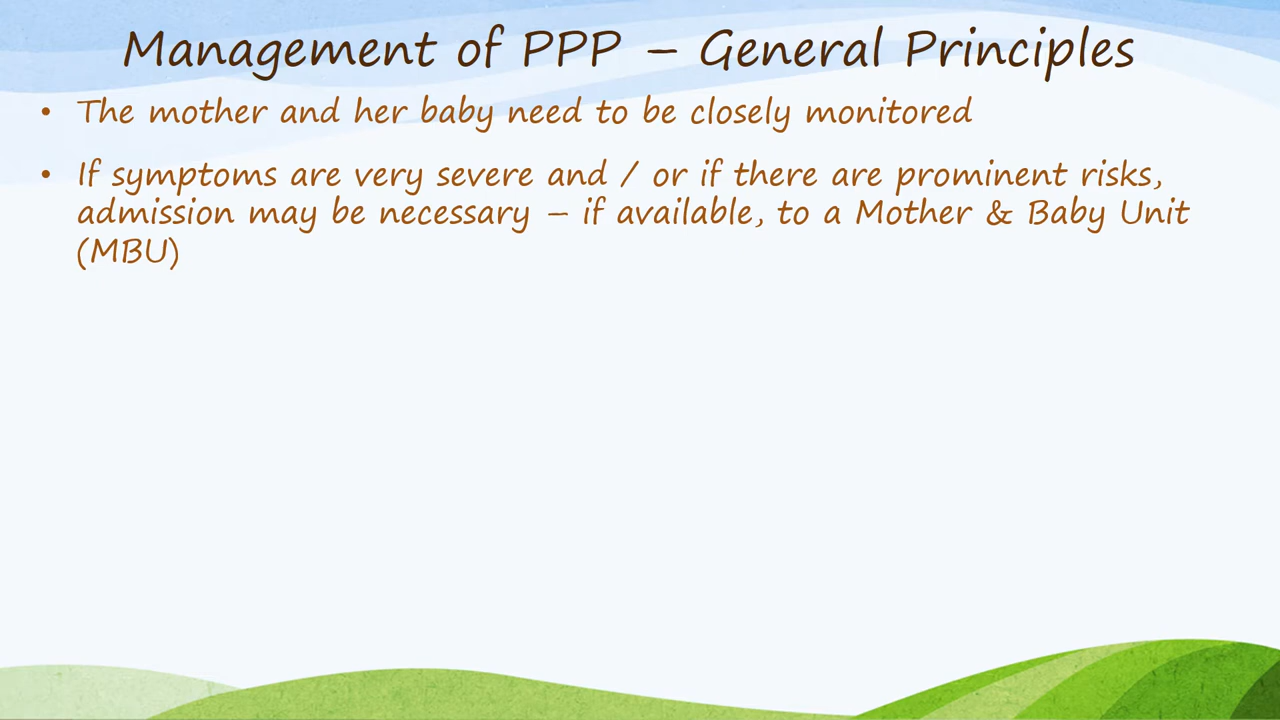 Management of PPP – General Principles
• The mother and her baby need to be closely monitored
• If symptoms are very severe and / or if there are prominent risks,
admission may be necessary – if available, to a Mother & Baby Unit
(MBU)